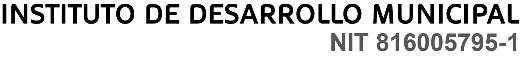 INSTITUTO DE DESARROLLO MUNICIPAL
NIT 816005795-1